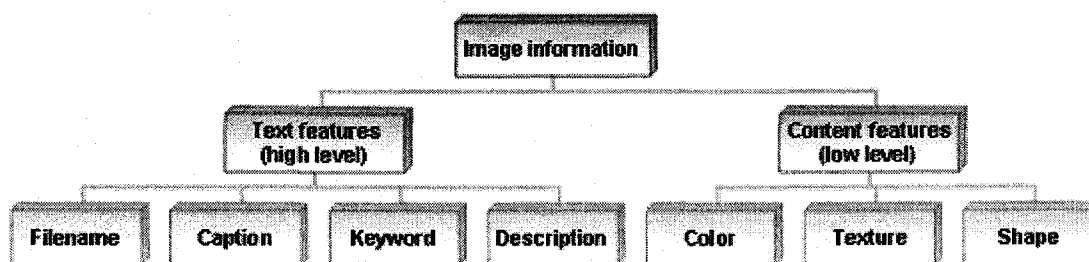 Image information
Text features
(high level)
Content features
(low level)
Filename
Caption
Keyword
Description
Color
Texture
Shape